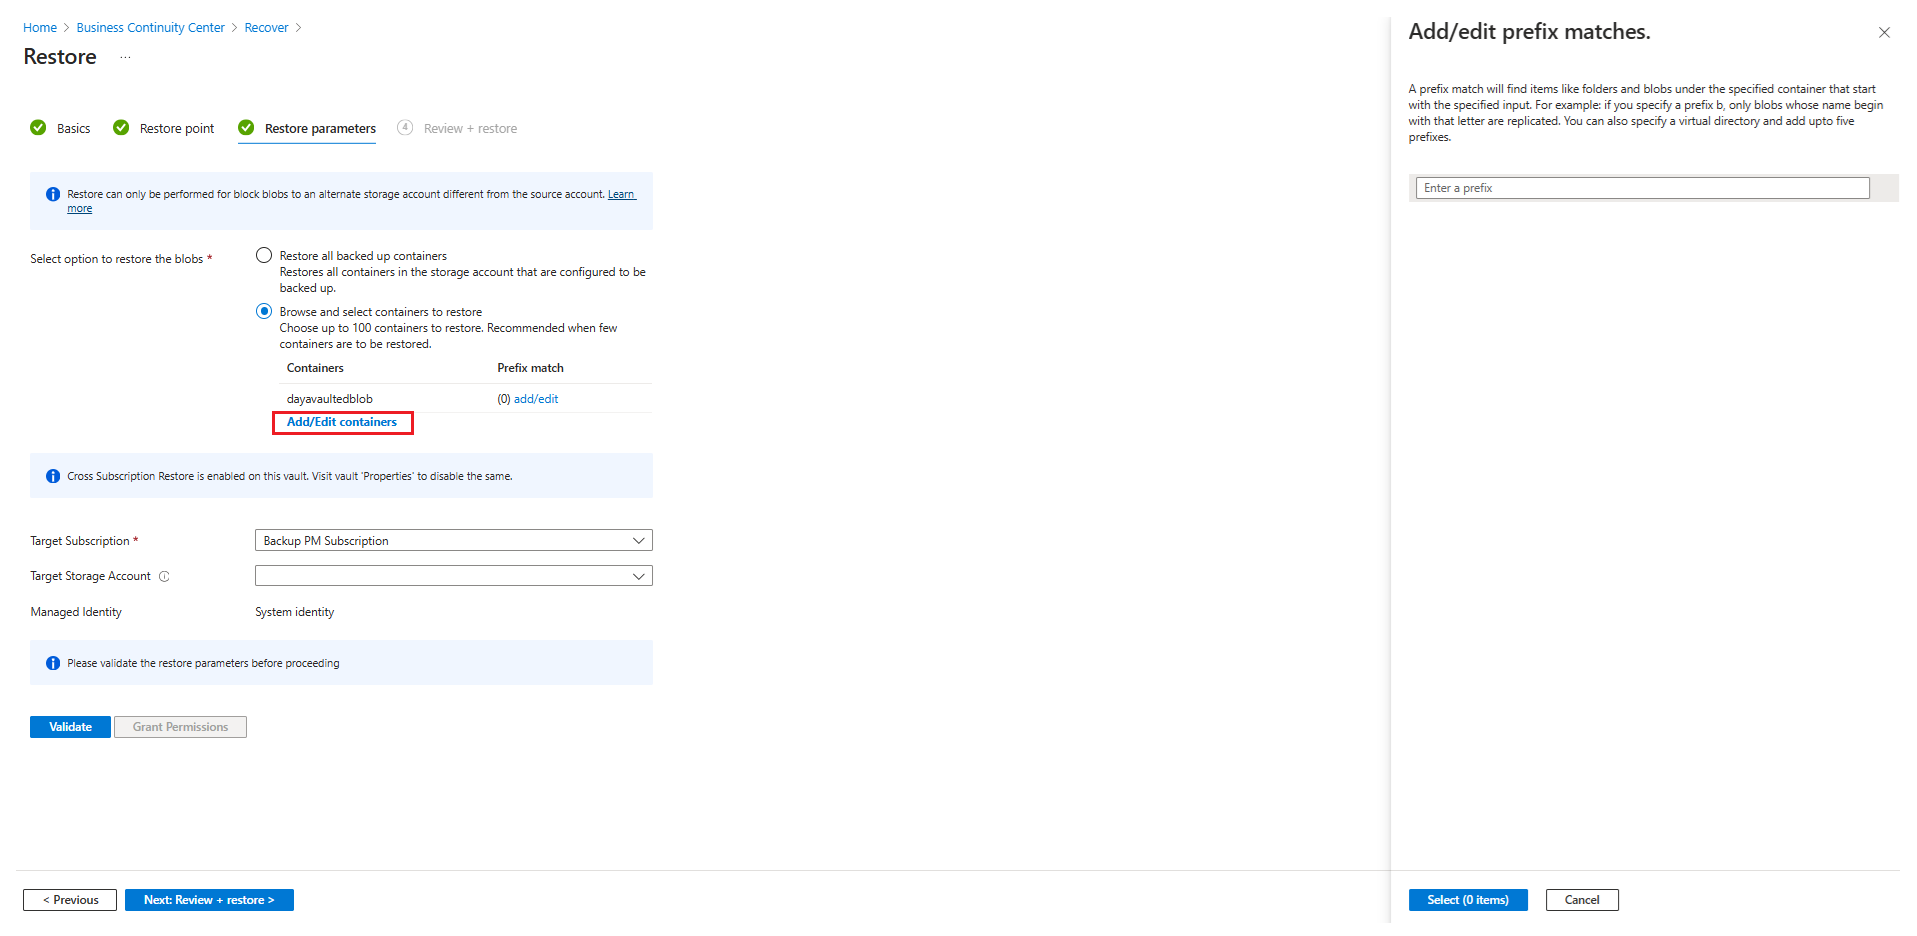 Home > Business Continuity Center > Recover >
Restore ...
Basics
Restore point
Restore parameters
4 Review + restore
Restore can only be performed for block blobs to an alternate storage account different from the source account. Learn
more
Select option to restore the blobs *
Restore all backed up containers
Restores all containers in the storage account that are configured to be
backed up.
Browse and select containers to restore
Choose up to 100 containers to restore. Recommended when few
containers are to be restored.
Containers Prefix match
dayavaultedblob (0) add/edit
Add/Edit containers
Cross Subscription Restore is enabled on this vault. Visit vault 'Properties' to disable the same.
Target Subscription * Backup PM Subscription
Target Storage Account
Managed Identity System identity
Please validate the restore parameters before proceeding
Validate Grant Permissions
< Previous Next: Review + restore >
Add/edit prefix matches.
A prefix match will find items like folders and blobs under the specified container that start
with the specified input. For example: if you specify a prefix b, only blobs whose name begin
with that letter are replicated. You can also specify a virtual directory and add upto five
prefixes.
Enter a prefix
Select (0 items) Cancel